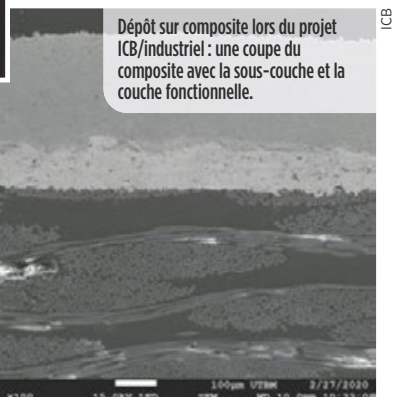 Dépôt sur composite lors du projet
ICB/industriel : une coupe du
composite avec la sous-couche et la
couche fonctionnelle.
ICB
100µm UTBM 2/27/2020
X100